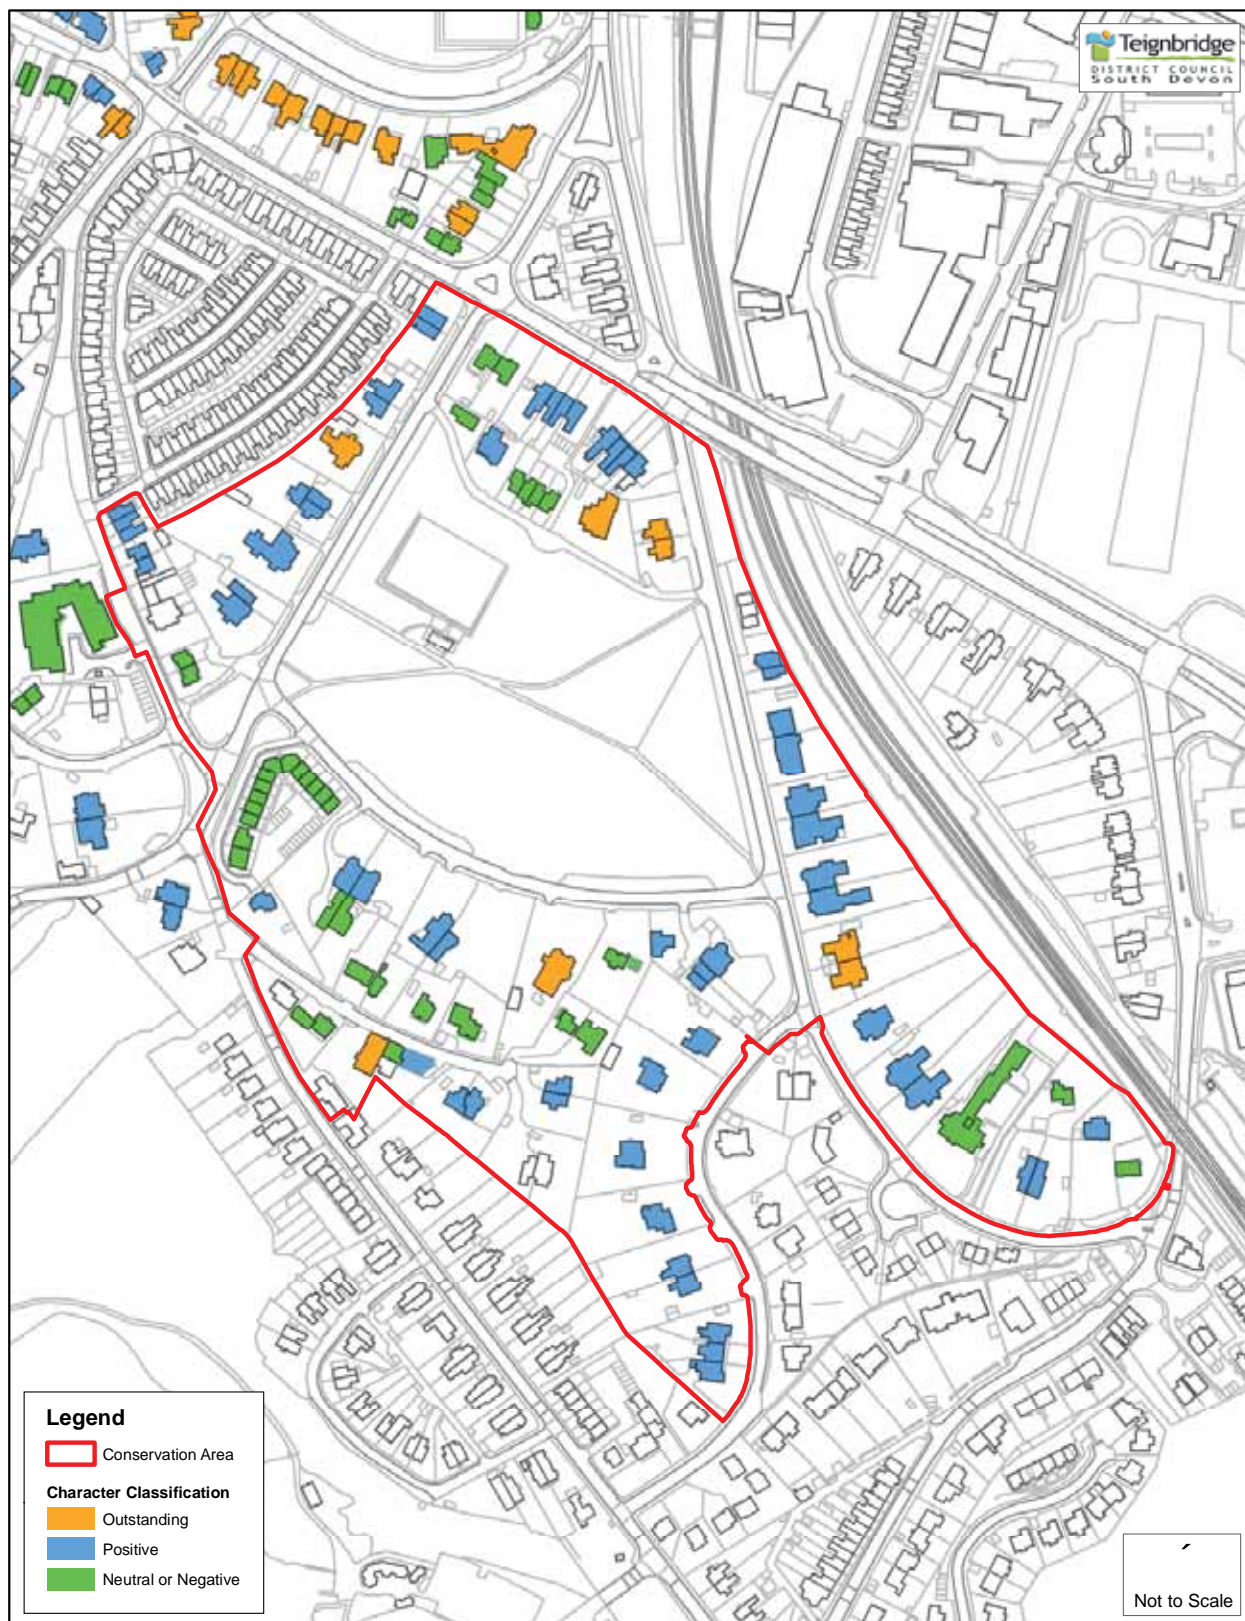 Teignbridge
DISTRICT COUNCIL
South Devon
Legend
Conservation Area
Character Classification
Outstanding
Positive
Neutral or Negative
Not to Scale